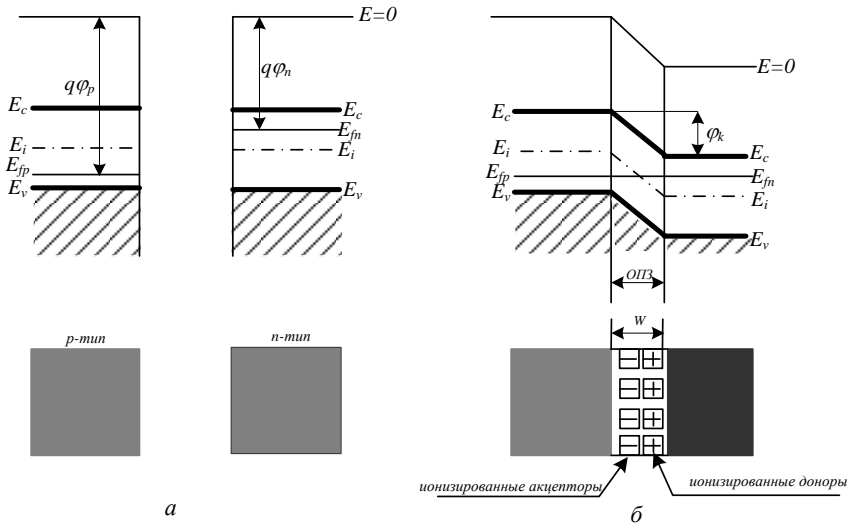 E=0
qφp
qφn
Ec
Ei
Efp
Ev
Ec
Efn
Ei
Ev
p-тип
n-тип
а
E=0
Ec
φk
Ei
Efp
Ev
Ec
Efn
Ei
Ev
ОПЗ
W
ионизированные акцепторы
ионизированные доноры
б